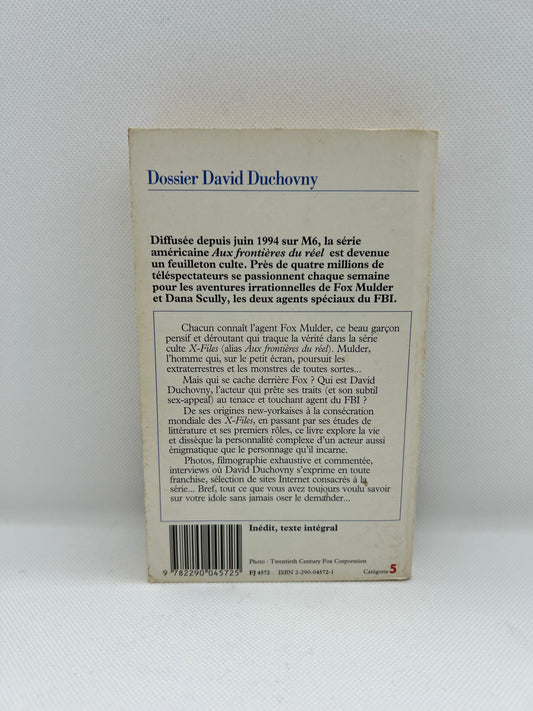 Dossier David Duchovny
Diffusée depuis juin 1994 sur M6, la série
américaine Aux frontières du réel est devenue
un feuilleton culte. Près de quatre millions de
téléspectateurs se passionnent chaque semaine
pour les aventures irrationnelles de Fox Mulder
et Dana Scully, les deux agents spéciaux du FBI.
Chacun connaît l'agent Fox Mulder, ce beau garçon
pensif et déroutant qui traque la vérité dans la série
culte X-Files (alias Aux frontières du réel). Mulder,
l'homme qui, sur le petit écran, poursuit les
extraterrestres et les monstres de toutes sortes...
Mais qui se cache derrière Fox ? Qui est David
Duchovny, l'acteur qui prête ses traits (et son subtil
sex-appeal) au tenace et touchant agent du FBI ?
De ses origines new-yorkaises à la consécration
mondiale des X-Files, en passant par ses études de
littérature et ses premiers rôles, ce livre explore la vie
et dissèque la personnalité complexe d'un acteur aussi
énigmatique que le personnage qu'il incarne.
Photos, filmographie exhaustive et commentée,
interviews où David Duchovny s'exprime en toute
franchise, sélection de sites Internet consacrés à la
série... Bref, tout ce que vous avez toujours voulu savoir
sur votre idole sans jamais oser le demander...
Inédit, texte intégral
Photo : Twentieth Century Fox Corporation
9 782290 045725
FJ 4572 ISBN 2-290-04572-1
Catégorie 5